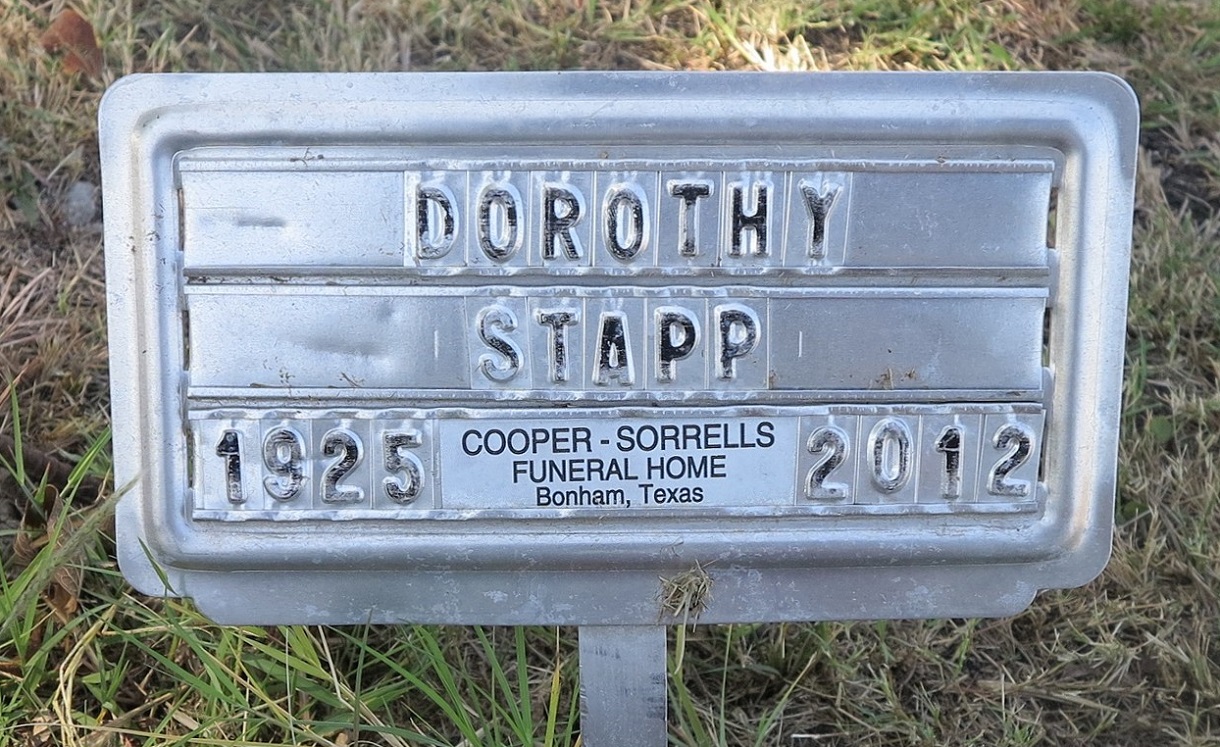 DOROTHY
STAPP
1925 COOPER - SORRELLS 2012
FUNERAL HOME
Bonham, Texas